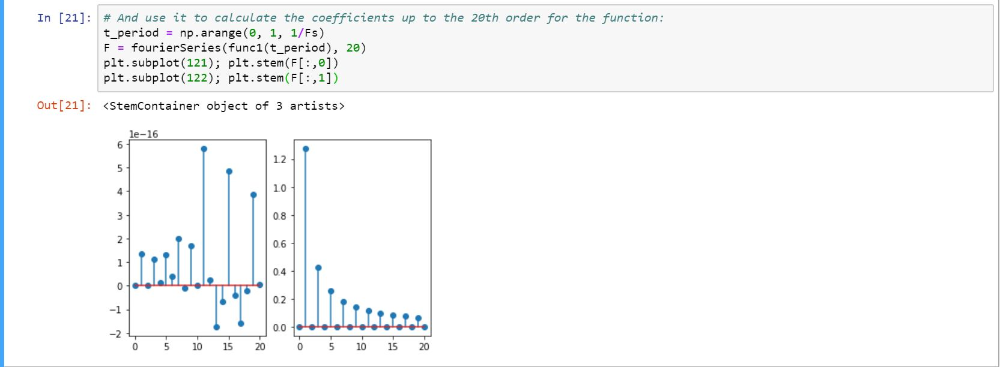 In [21]: # And use it to calculate the coefficients up to the 20th order for the function:
t_period = np.arange(0, 1, 1/Fs)
F = fourierSeries(func1(t_period), 20)
plt.subplot(121); plt.stem(F[:,0])
plt.subplot(122); plt.stem(F[:,1])
Out[21]: <StemContainer object of 3 artists>
1e−16
6
5
4
3
2
1
0
−1
−2
0 5 10 15 20
1.2
1.0
0.8
0.6
0.4
0.2
0.0
0 5 10 15 20